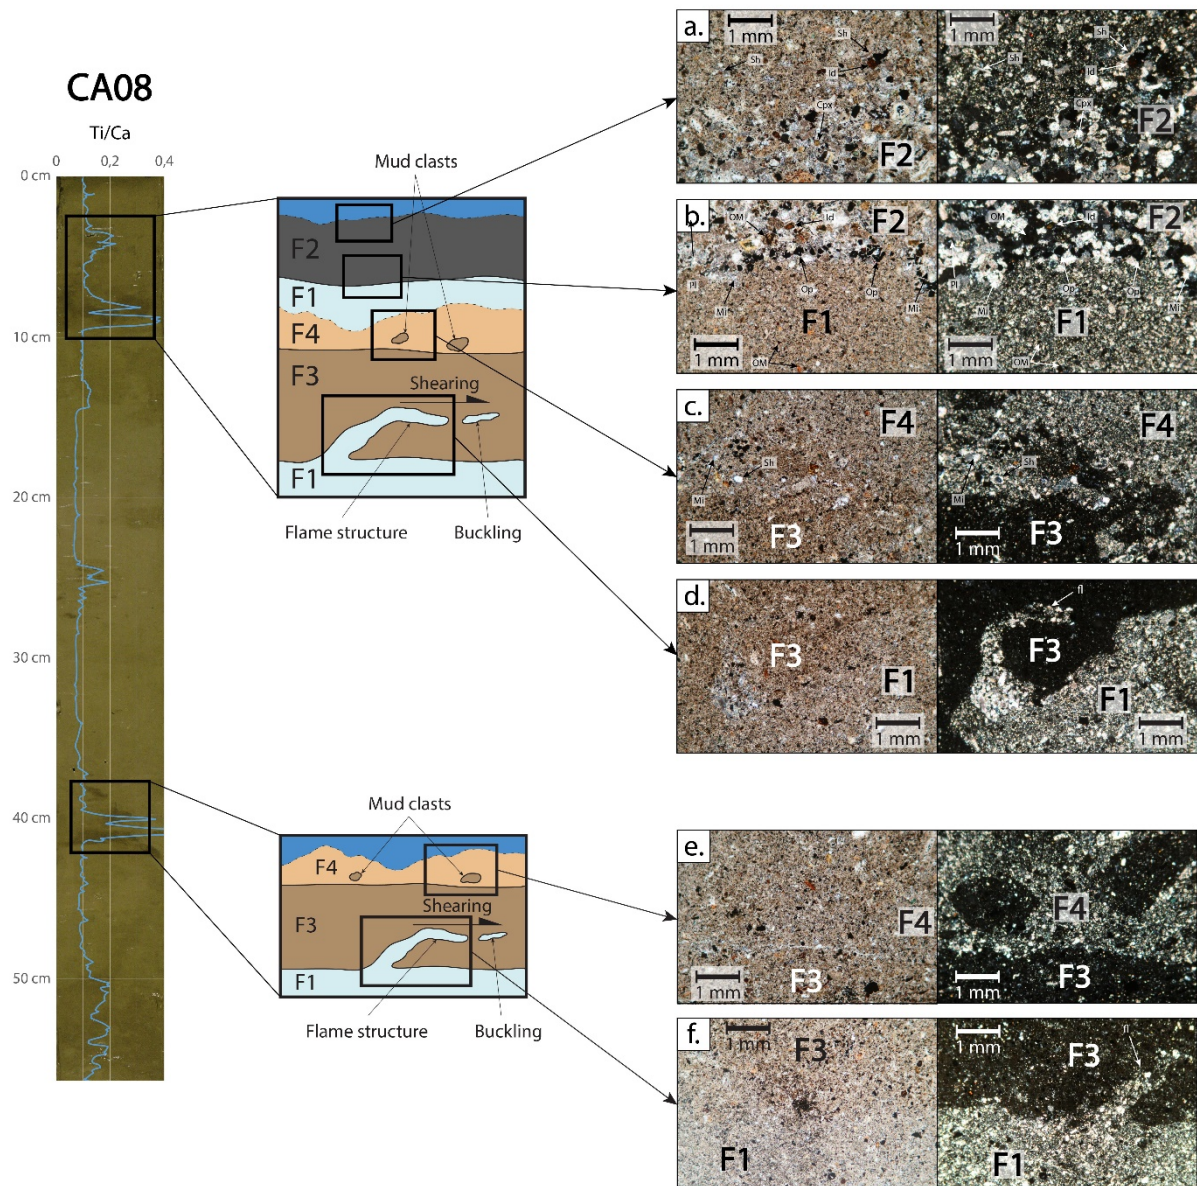 CA08
Ti/Ca
0 0,2 0,4
0 cm
10 cm
20 cm
30 cm
40 cm
50 cm
Mud clasts
F2
F1
F4
F3
Shearing
F1
Flame structure
Buckling
Mud clasts
F4
Shearing
F3
F1
Flame structure
Buckling
a.
1 mm
Sh
Sh
Id
Cpx
F2
1 mm
Sh
Sh
Id
Cpx
F2
b.
OM
Id
F2
Pl
Mi
Op
Op
Mi
F1
1 mm
OM
OM
Id
F2
Pl
Mi
Op
Op
Mi
F1
1 mm
OM
c.
F4
Mi
Sh
F3
1 mm
F4
Mi
Sh
F3
1 mm
d.
F3
F1
1 mm
fl
F3
F1
1 mm
e.
F4
F3
1 mm
F4
F3
1 mm
f.
1 mm
F3
F1
1 mm
fl
F3
F1